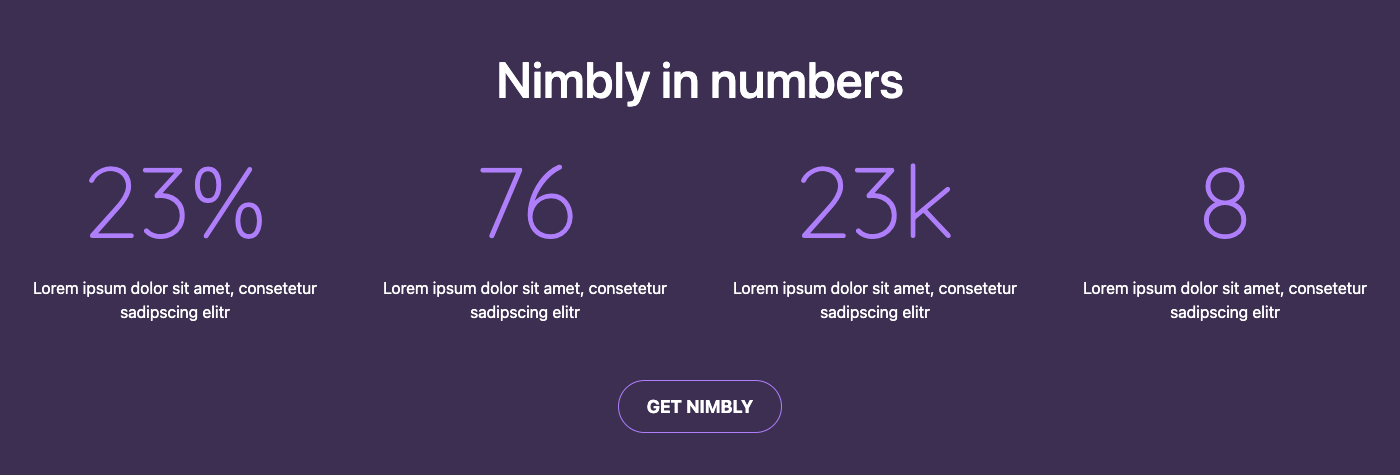 Nimbly in numbers
23%
76
23k
8
Lorem ipsum dolor sit amet, consetetur
sadipscing elitr
Lorem ipsum dolor sit amet, consetetur
sadipscing elitr
Lorem ipsum dolor sit amet, consetetur
sadipscing elitr
Lorem ipsum dolor sit amet, consetetur
sadipscing elitr
GET NIMBLY